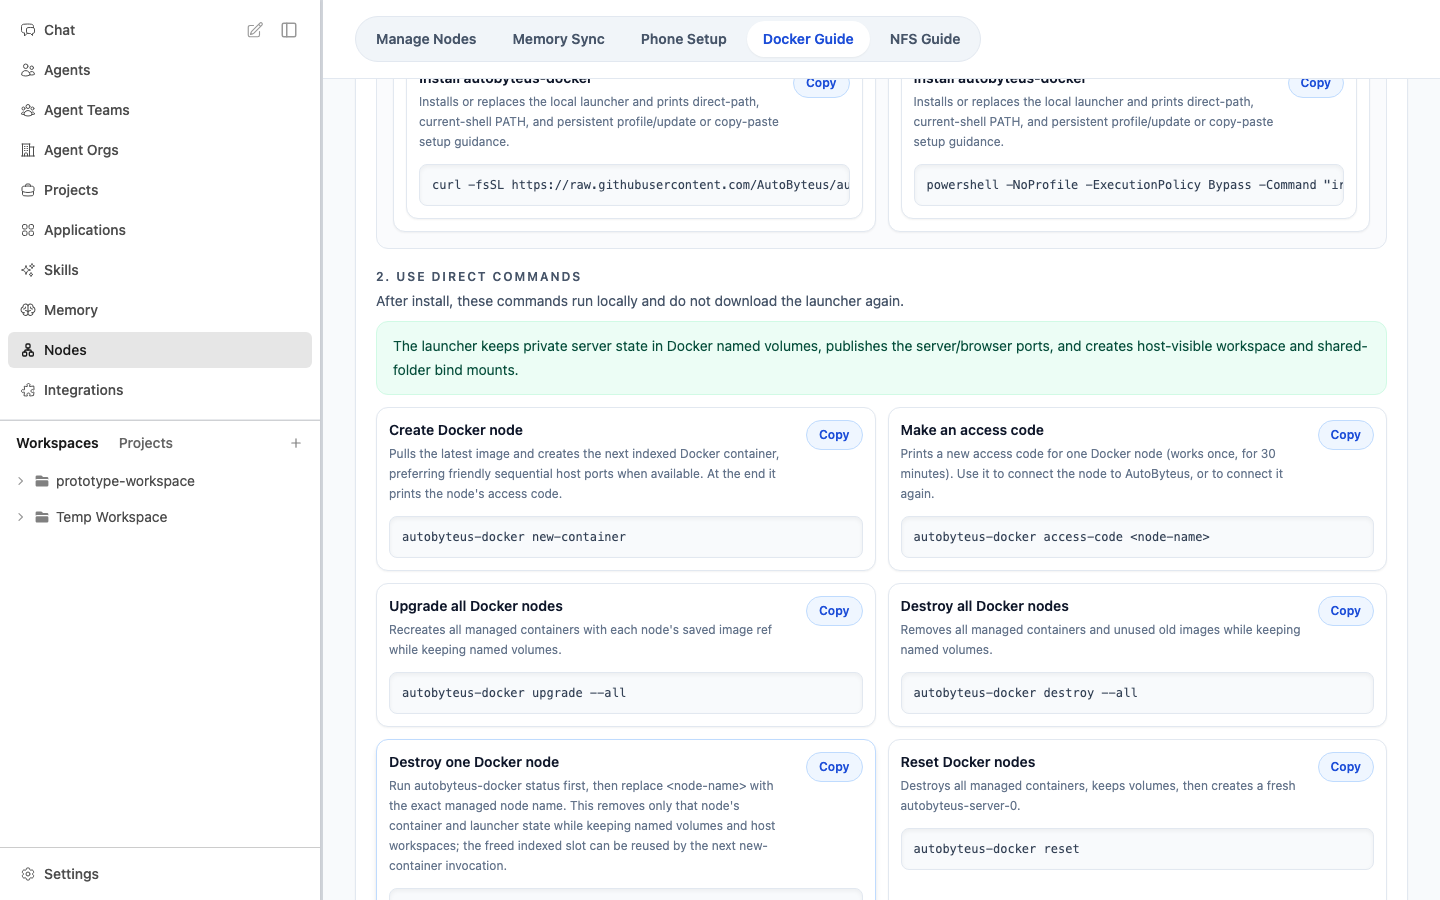 Chat
Agents
Agent Teams
Agent Orgs
Projects
Applications
Skills
Memory
Nodes
Integrations
Workspaces
Projects
prototype-workspace
Temp Workspace
Settings
Manage Nodes
Memory Sync
Phone Setup
Docker Guide
NFS Guide
Install autobyteus-docker
Copy
Installs or replaces the local launcher and prints direct-path,
current-shell PATH, and persistent profile/update or copy-paste
setup guidance.
curl -fsSL https://raw.githubusercontent.com/AutoByteus/au
Install autobyteus-docker
Copy
Installs or replaces the local launcher and prints direct-path,
current-shell PATH, and persistent profile/update or copy-paste
setup guidance.
powershell -NoProfile -ExecutionPolicy Bypass -Command "ir
2. USE DIRECT COMMANDS
After install, these commands run locally and do not download the launcher again.
The launcher keeps private server state in Docker named volumes, publishes the server/browser ports, and creates host-visible workspace and shared-
folder bind mounts.
Create Docker node
Copy
Pulls the latest image and creates the next indexed Docker container,
preferring friendly sequential host ports when available. At the end it
prints the node's access code.
autobyteus-docker new-container
Make an access code
Copy
Prints a new access code for one Docker node (works once, for 30
minutes). Use it to connect the node to AutoByteus, or to connect it
again.
autobyteus-docker access-code <node-name>
Upgrade all Docker nodes
Copy
Recreates all managed containers with each node's saved image ref
while keeping named volumes.
autobyteus-docker upgrade --all
Destroy all Docker nodes
Copy
Removes all managed containers and unused old images while keeping
named volumes.
autobyteus-docker destroy --all
Destroy one Docker node
Copy
Run autobyteus-docker status first, then replace <node-name> with
the exact managed node name. This removes only that node's
container and launcher state while keeping named volumes and host
workspaces; the freed indexed slot can be reused by the next new-
container invocation.
Reset Docker nodes
Copy
Destroys all managed containers, keeps volumes, then creates a fresh
autobyteus-server-0.
autobyteus-docker reset